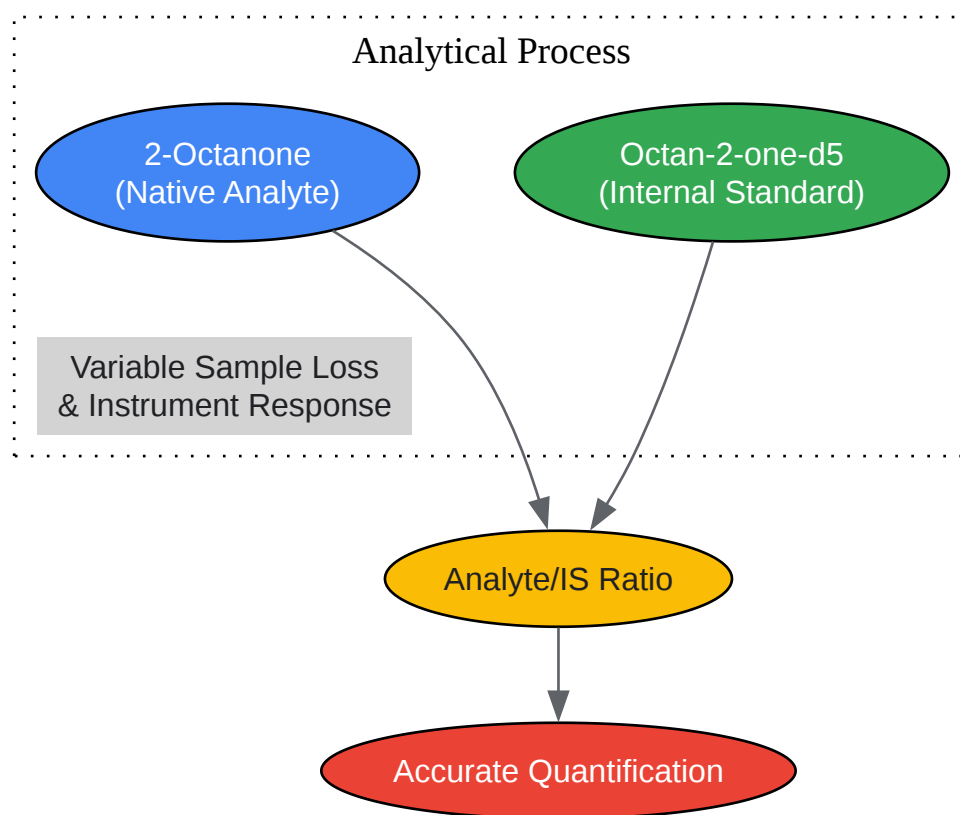 Analytical Process
2-Octanone
(Native Analyte)
Octan-2-one-d5
(Internal Standard)
Variable Sample Loss
& Instrument Response
Analyte/IS Ratio
Accurate Quantification